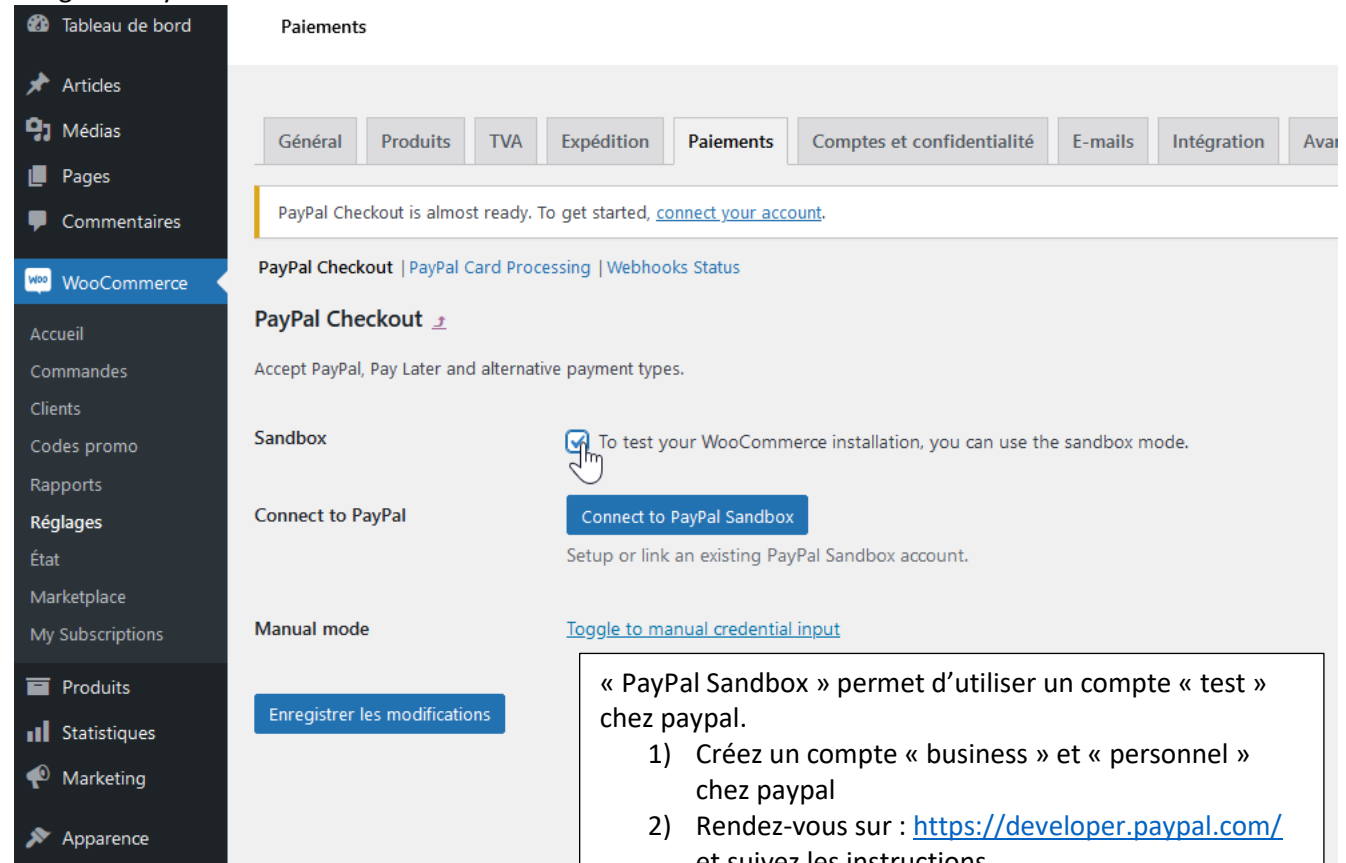 Tableau de bord
Paiements
Articles
Médias
Général Produits TVA Expédition Paiements Comptes et confidentialité E-mails Intégration
Pages
PayPal Checkout is almost ready. To get started, connect your account.
Commentaires
PayPal Checkout | PayPal Card Processing | Webhooks Status
Woo WooCommerce
PayPal Checkout
Accueil
Accept PayPal, Pay Later and alternative payment types.
Commandes
Clients
Sandbox To test your WooCommerce installation, you can use the sandbox mode.
Codes promo
Rapports
Réglages
Connect to PayPal Connect to PayPal Sandbox
État
Setup or link an existing PayPal Sandbox account.
Marketplace
My Subscriptions
Manual mode Toggle to manual credential input
Produits
Statistiques
Marketing
Apparence
Enregistrer les modifications
« PayPal Sandbox » permet d’utiliser un compte « test »
chez paypal.
1) Créez un compte « business » et « personnel »
chez paypal
2) Rendez-vous sur : https://developer.paypal.com/
et suivez les instructions